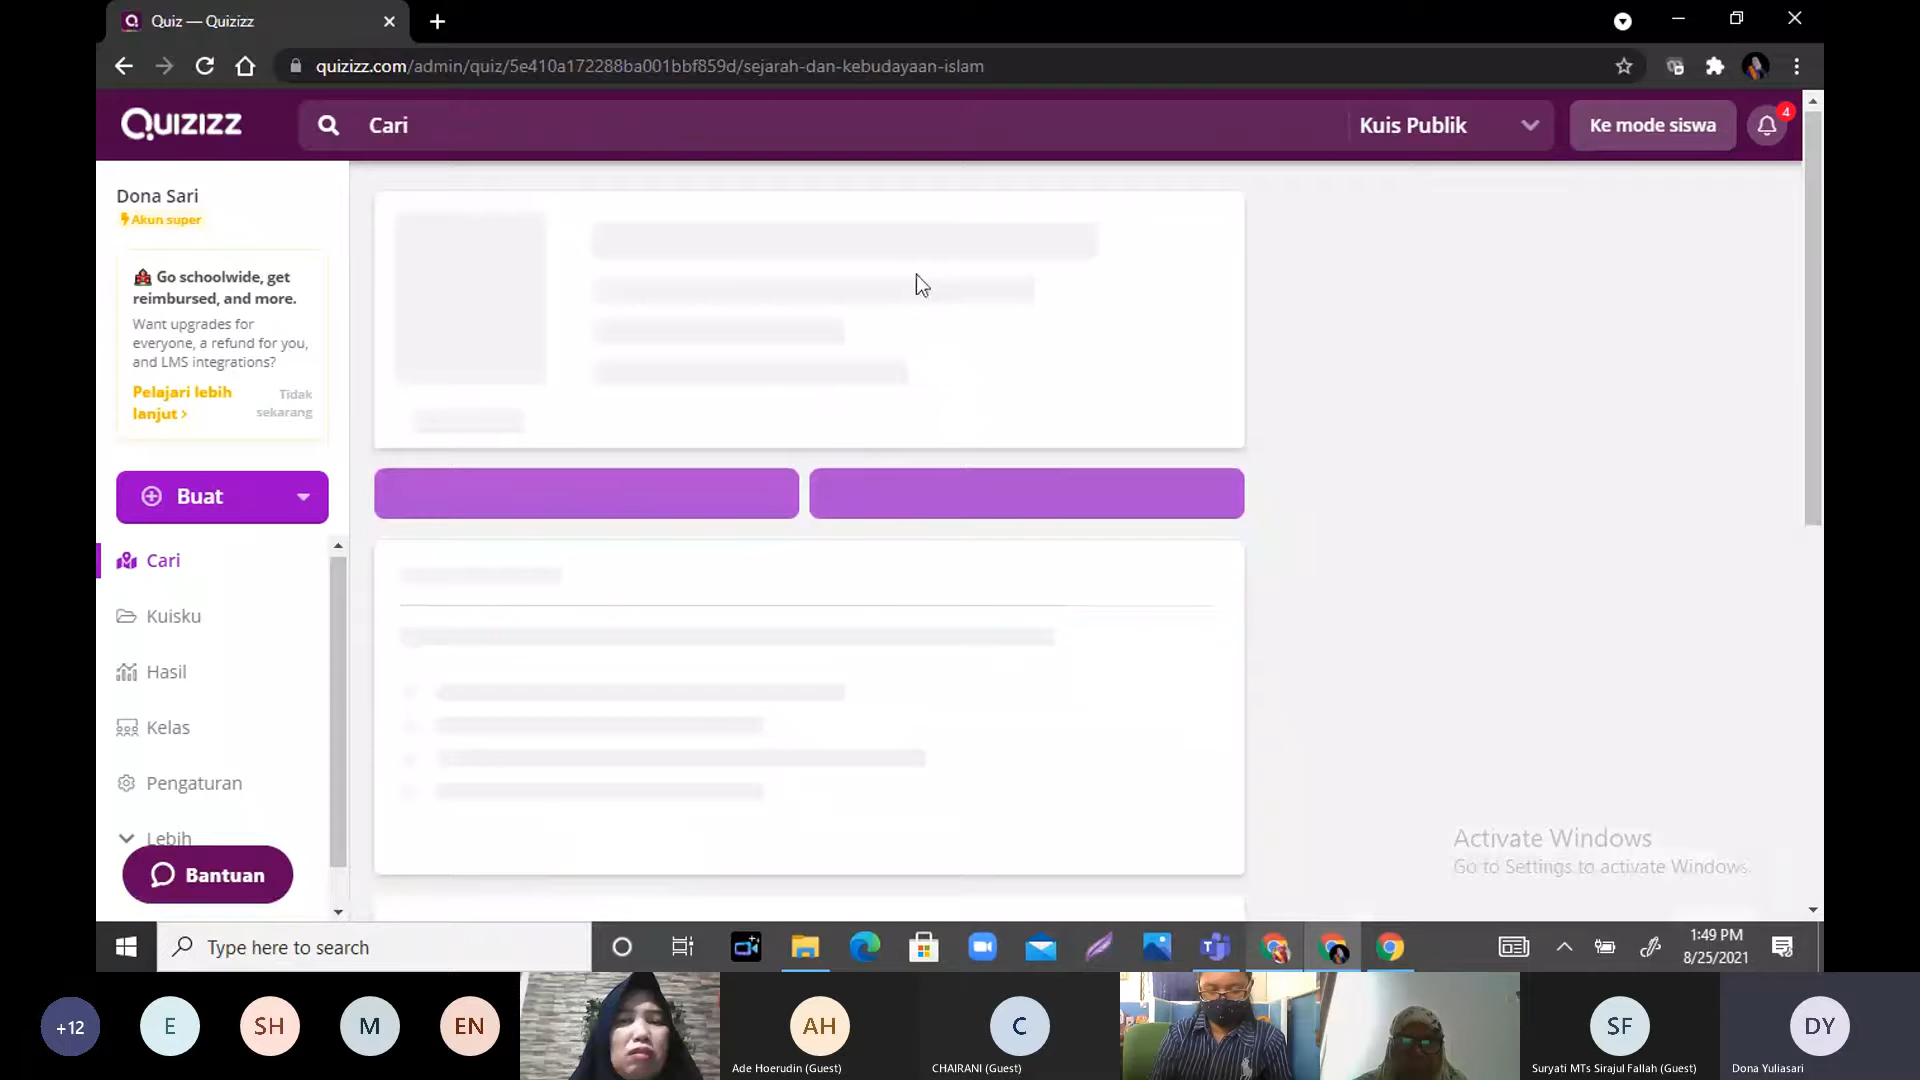 Quiz — Quizizz
quizizz.com/admin/quiz/5e410a172288ba001bbf859d/sejarah-dan-kebudayaan-islam
Quizizz
Cari
Kuis Publik
Ke mode siswa
4
Dona Sari
Akun super
Go schoolwide, get
reimbursed, and more.
Want upgrades for
everyone, a refund for you,
and LMS integrations?
Pelajari lebih
lanjut >
Tidak
sekarang
Buat
Cari
Kuisku
Hasil
Kelas
Pengaturan
Lebih
Bantuan
Activate Windows
Go to Settings to activate Windows.
Type here to search
1:49 PM
8/25/2021
+12
E
SH
M
EN
AH
Ade Hoerudin (Guest)
C
CHAIRANI (Guest)
SF
Suryati MTs Sirajul Fallah (Guest)
DY
Dona Yuliasari